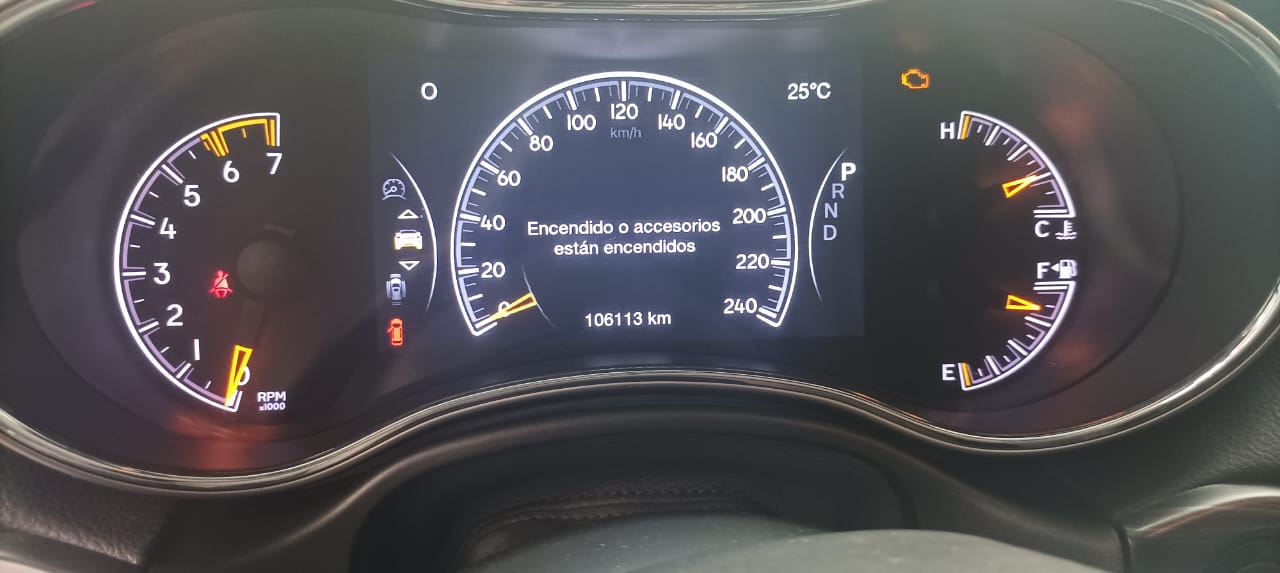 O
25°C
7
6
5
4
3
2
1
0
RPM
x1000
0
20
40
60
80
100
120
140
160
180
200
220
240
km/h
Encendido o accesorios
están encendidos
106113 km
P
R
N
D
H
C
F
E